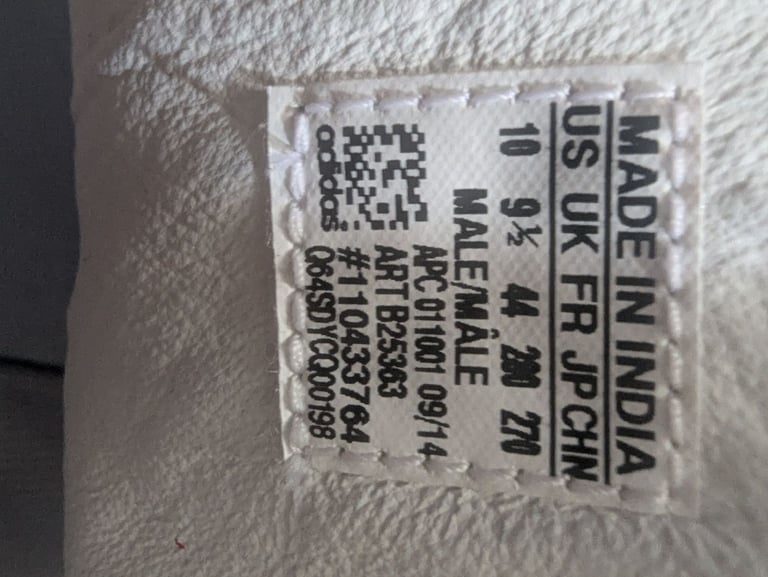 MADE IN INDIA
US UK FR JP CHN
10 9½ 44 280 270
MALE/MÂLE
APC 011001 09/14
ART B25363
#110433764
Q64SDYCQ00198
adidas